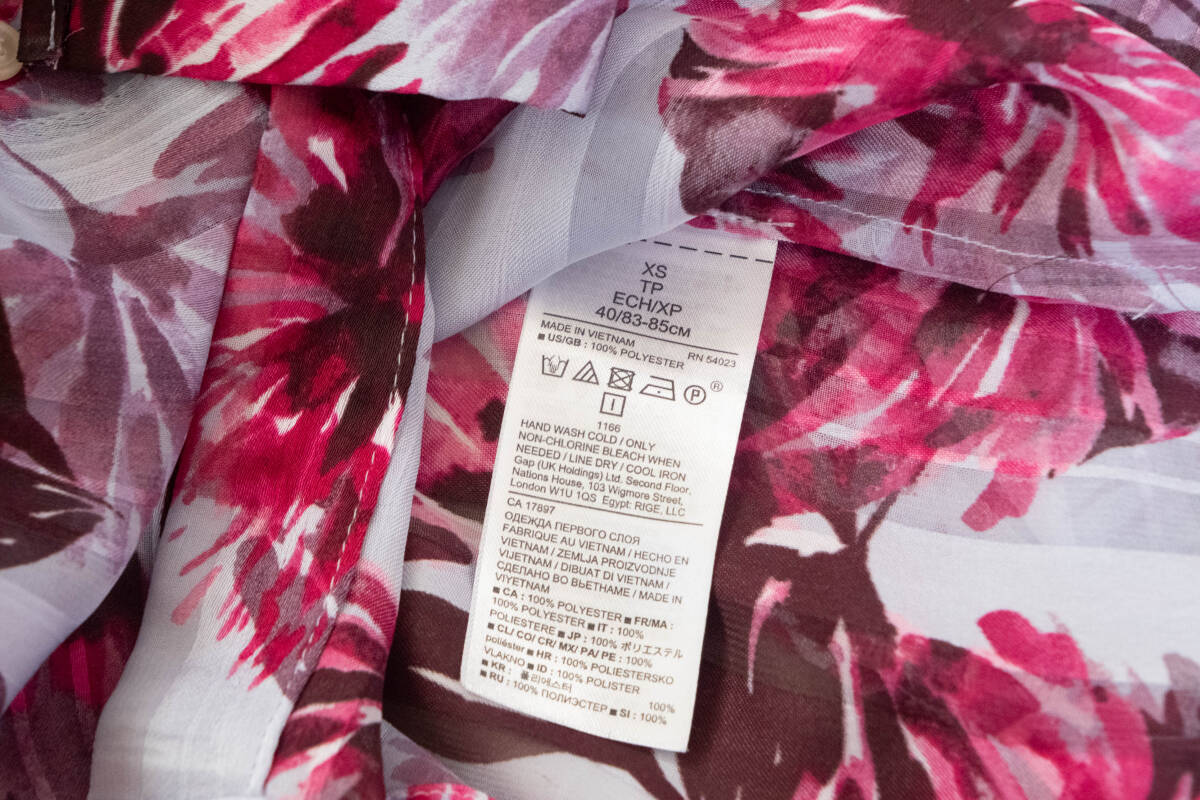 XS
TP
ECH/XP
40/83-85см
MADE IN VIETNAM RN 54023
■ US/GB : 100% POLYESTER
P ®
1166
HAND WASH COLD / ONLY
NON-CHLORINE BLEACH WHEN
NEEDED / LINE DRY / COOL IRON
Gap (UK Holdings) Ltd. Second Floor,
Nations House, 103 Wigmore Street,
London W1U 1QS Egypt: RIGE, LLC
CA 17897
ОДЕЖДА ПЕРВОГО СЛОЯ
FABRIQUE AU VIETNAM / HECHO EN
VIETNAM / ZEMLJA PROIZVODNJE
VIJETNAM / DIBUAT DI VIETNAM /
СДЕЛАНО ВО ВЬЕТНАМЕ / MADE IN
VIYETNAM
■ CA : 100% POLYESTER ■ FR/MA :
100% POLYESTER ■ IT : 100%
POLIESTERE ■ JP : 100% ポリエステル
■ CL/ CO/ CR/ MX/ PA/ PE : 100%
poliéster ■ HR : 100% POLIESTERSKO
VLAKNO ■ ID : 100% POLISTER
■ KR : 폴리에스터 100%
■ RU : 100% ПОЛИЭСТЕР ■ SI : 100%